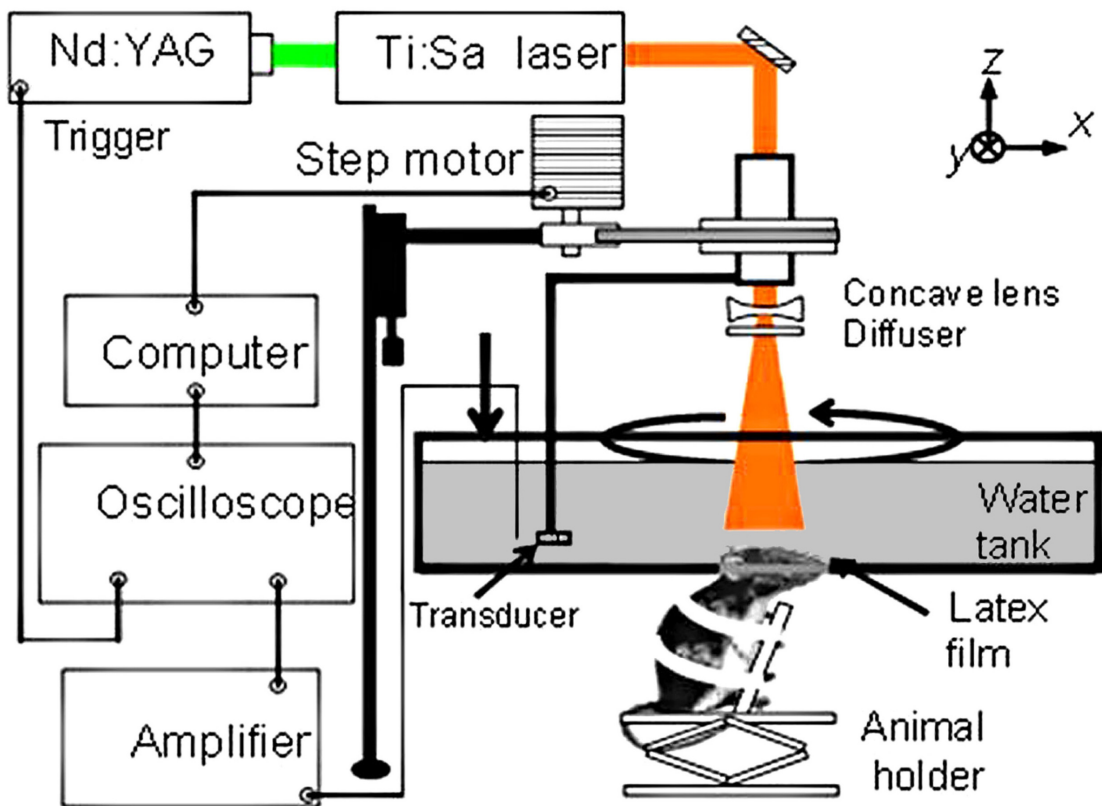 Nd:YAG
Ti:Sa laser
Trigger
Step motor
z
x
y
Concave lens
Diffuser
Computer
Oscilloscope
Water
tank
Transducer
Latex
film
Amplifier
Animal
holder